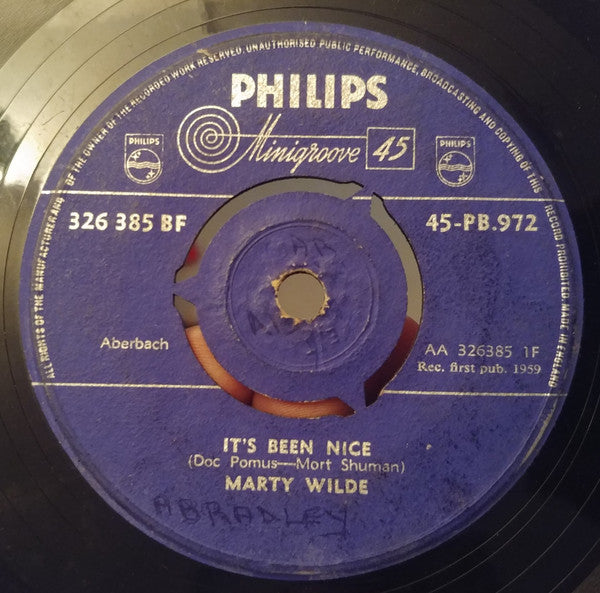 ALL RIGHTS OF THE MANUFACTURER AND OF THE OWNER OF THE RECORDED WORK RESERVED. UNAUTHORISED PUBLIC PERFORMANCE, BROADCASTING AND COPYING OF THIS RECORD PROHIBITED. MADE IN ENGLAND
PHILIPS
Minigroove 45
PHILIPS
PHILIPS
326 385 BF
45-PB.972
Aberbach
AA 326385 1F
Rec. first pub. 1959
IT'S BEEN NICE
(Doc Pomus—Mort Shuman)
MARTY WILDE
A BRADLEY